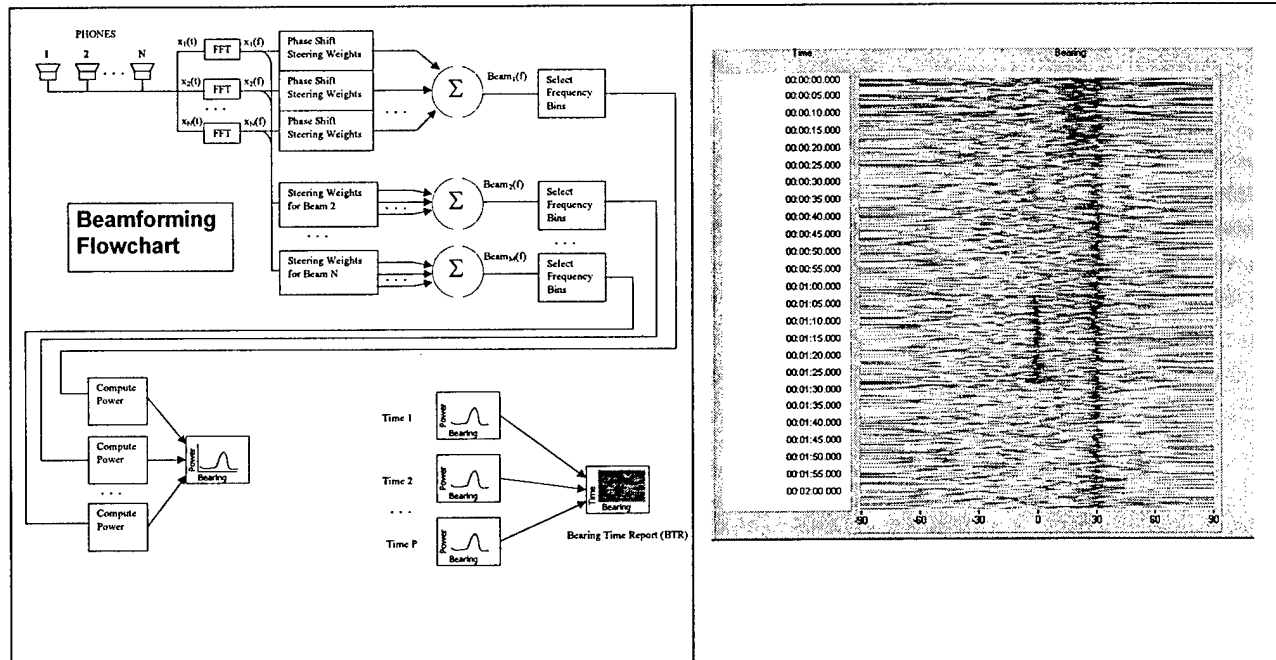 PHONES
1 2 N
x1(t) FFT x1(f)
x2(t) FFT x2(f)
xN(t) FFT xN(f)
Phase Shift
Steering Weights
Phase Shift
Steering Weights
Phase Shift
Steering Weights
Σ
Beam1(f)
Select
Frequency
Bins
Steering Weights
for Beam 2
Σ
Beam2(f)
Select
Frequency
Bins
Steering Weights
for Beam N
Σ
BeamM(f)
Select
Frequency
Bins
Beamforming
Flowchart
Compute
Power
Compute
Power
Compute
Power
Power
Bearing
Time 1
Power
Bearing
Time 2
Power
Bearing
Time P
Power
Bearing
Time
Bearing
Bearing Time Report (BTR)
Time Bearing
00:00:00.000
00:00:05.000
00:00:10.000
00:00:15.000
00:00:20.000
00:00:25.000
00:00:30.000
00:00:35.000
00:00:40.000
00:00:45.000
00:00:50.000
00:00:55.000
00:01:00.000
00:01:05.000
00:01:10.000
00:01:15.000
00:01:20.000
00:01:25.000
00:01:30.000
00:01:35.000
00:01:40.000
00:01:45.000
00:01:50.000
00:01:55.000
00:02:00.000
-90 -60 -30 0 30 60 90